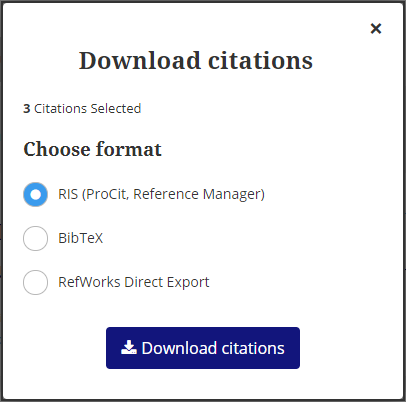 ×
Download citations
3 Citations Selected
Choose format
RIS (ProCit, Reference Manager)
BibTeX
RefWorks Direct Export
Download citations